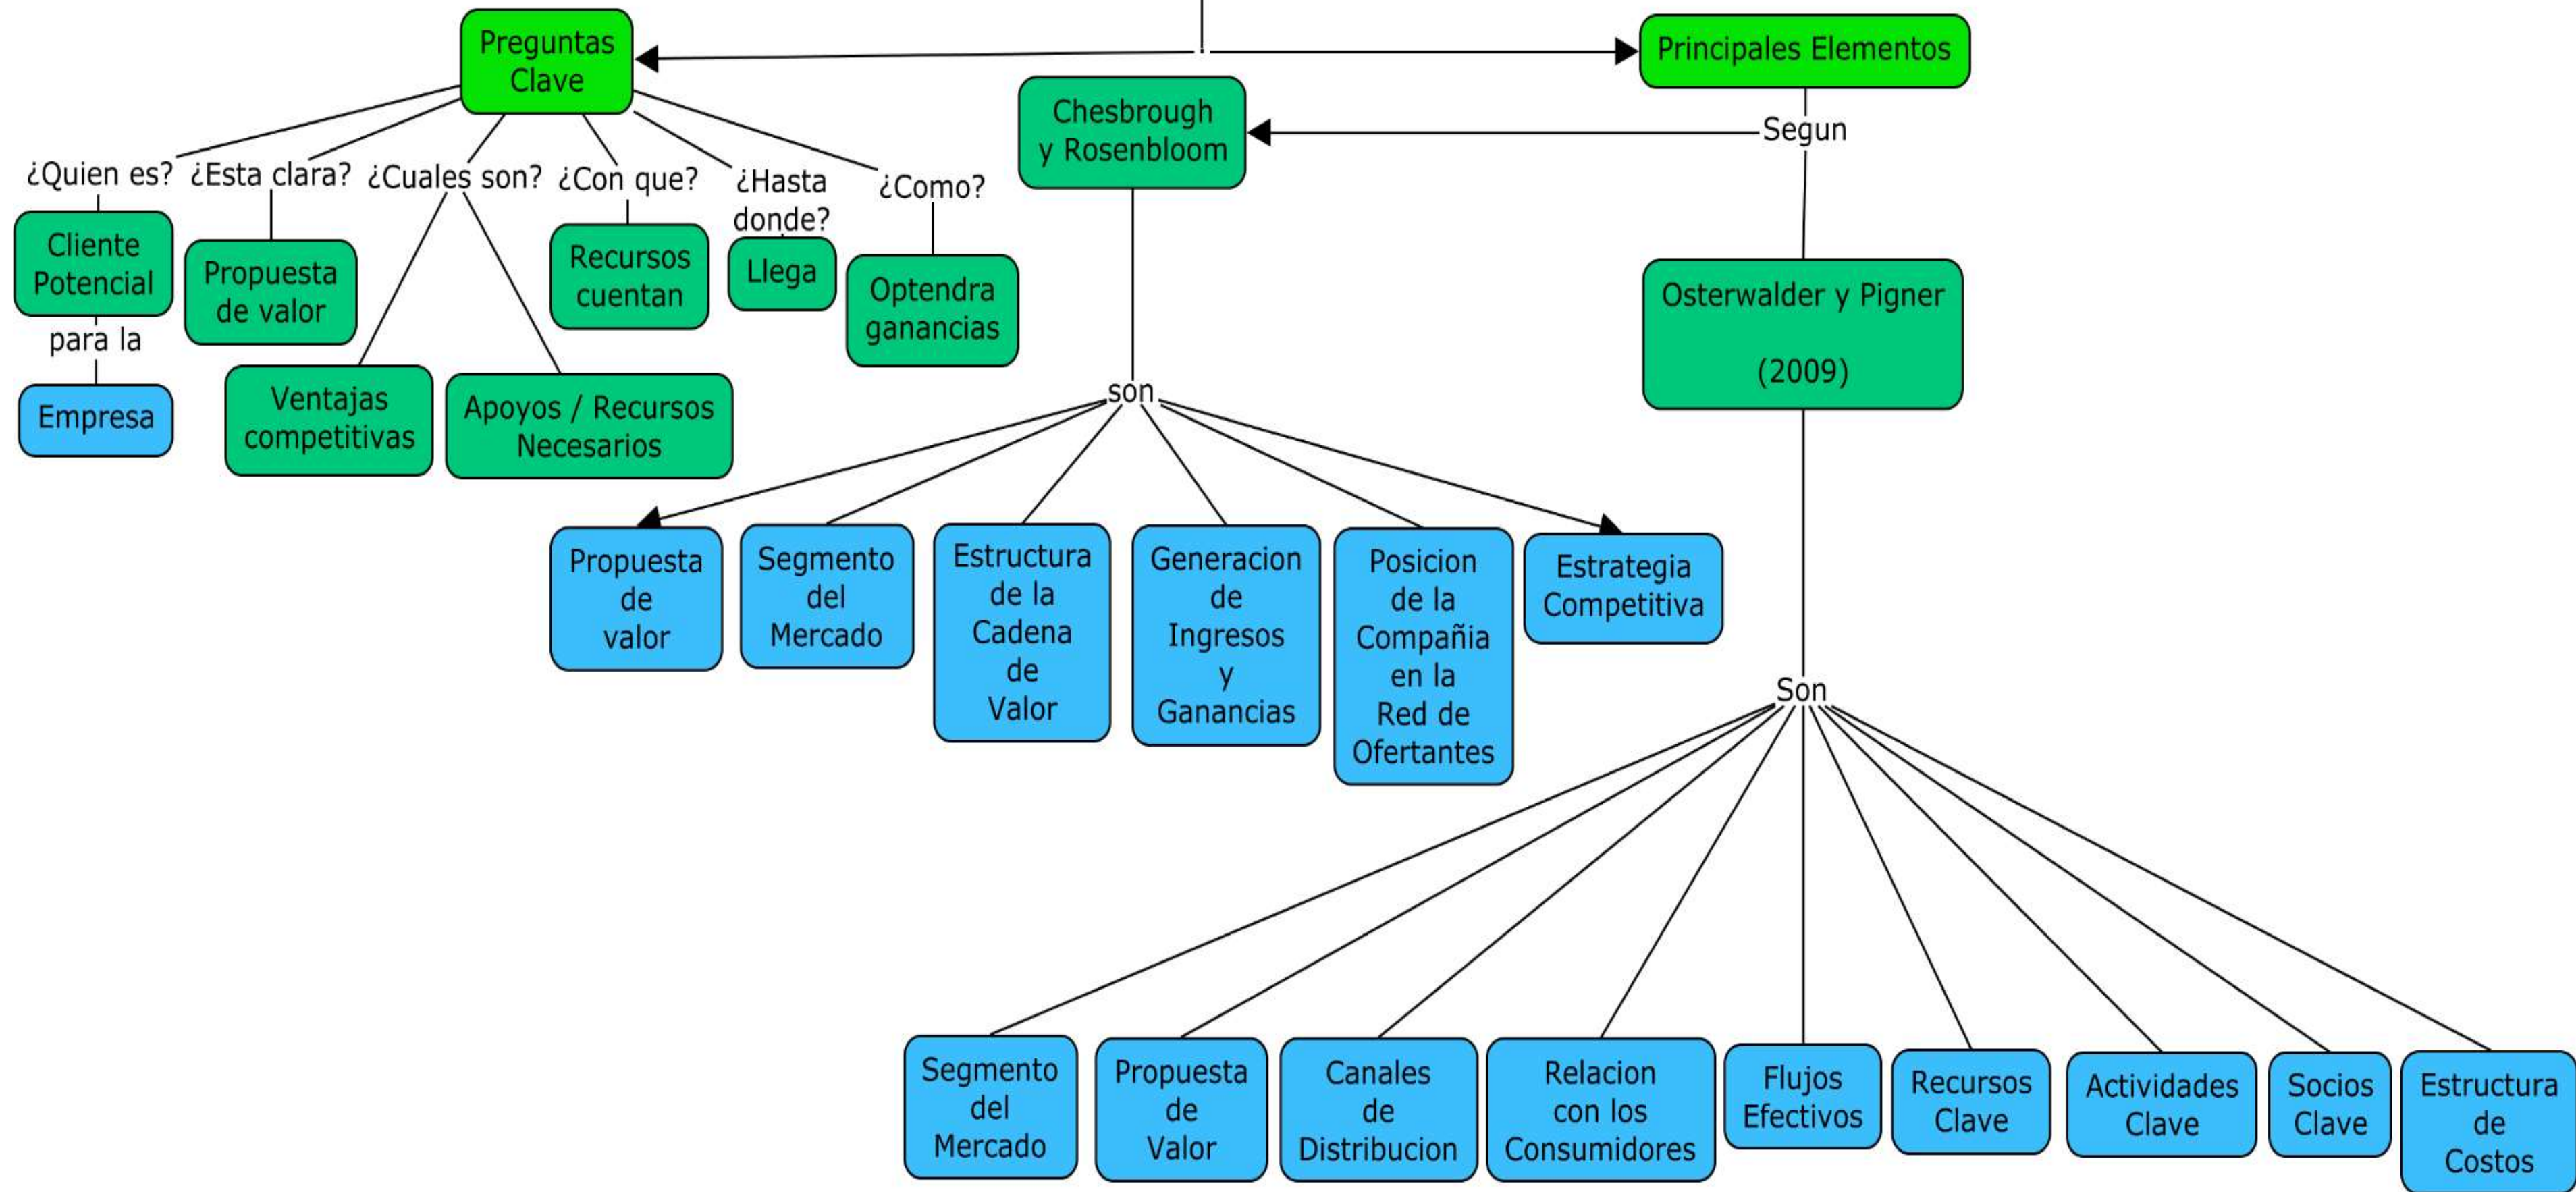 Preguntas
Clave
Principales Elementos
Chesbrough
y Rosenbloom
Segun
¿Quien es?
¿Esta clara?
¿Cuales son?
¿Con que?
¿Hasta
donde?
¿Como?
Cliente
Potencial
Propuesta
de valor
Recursos
cuentan
Llega
Optendra
ganancias
Osterwalder y Pigner
(2009)
para la
Empresa
Ventajas
competitivas
Apoyos / Recursos
Necesarios
son
Propuesta
de
valor
Segmento
del
Mercado
Estructura
de la
Cadena
de
Valor
Generacion
de
Ingresos
y
Ganancias
Posicion
de la
Compañia
en la
Red de
Ofertantes
Estrategia
Competitiva
Son
Segmento
del
Mercado
Propuesta
de
Valor
Canales
de
Distribucion
Relacion
con los
Consumidores
Flujos
Efectivos
Recursos
Clave
Actividades
Clave
Socios
Clave
Estructura
de
Costos